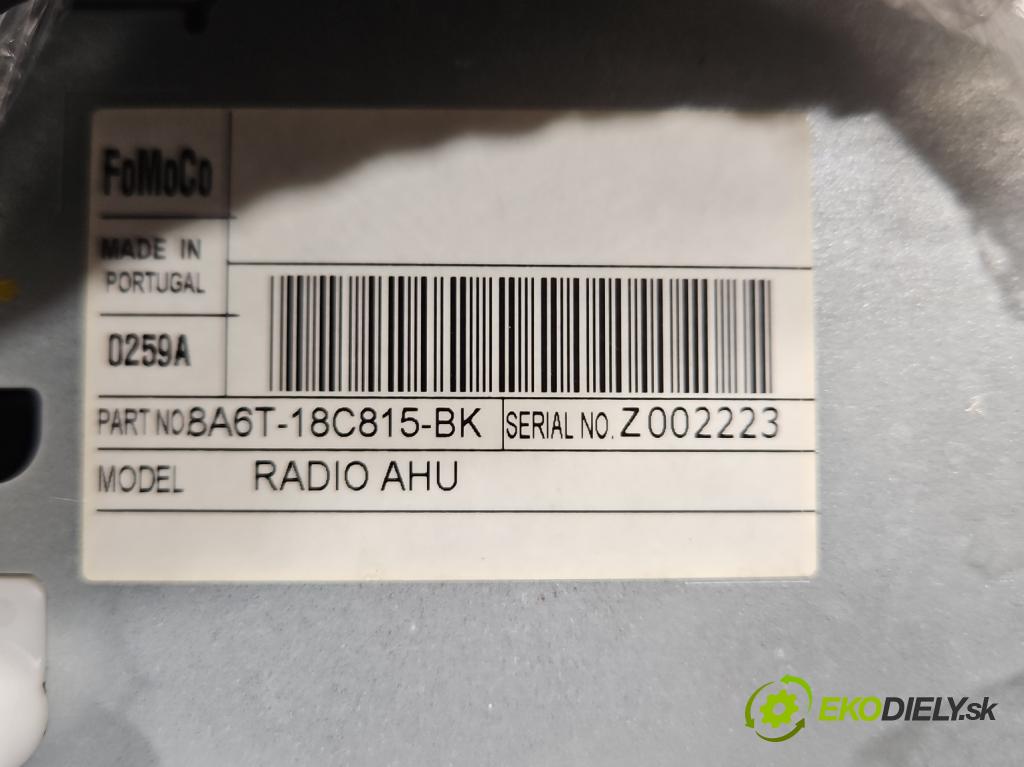 FoMoCo
MADE IN
PORTUGAL
0259A
PART NO.8A6T-18C815-BK SERIAL NO. Z002223
MODEL RADIO AHU
EKODIELY.sk